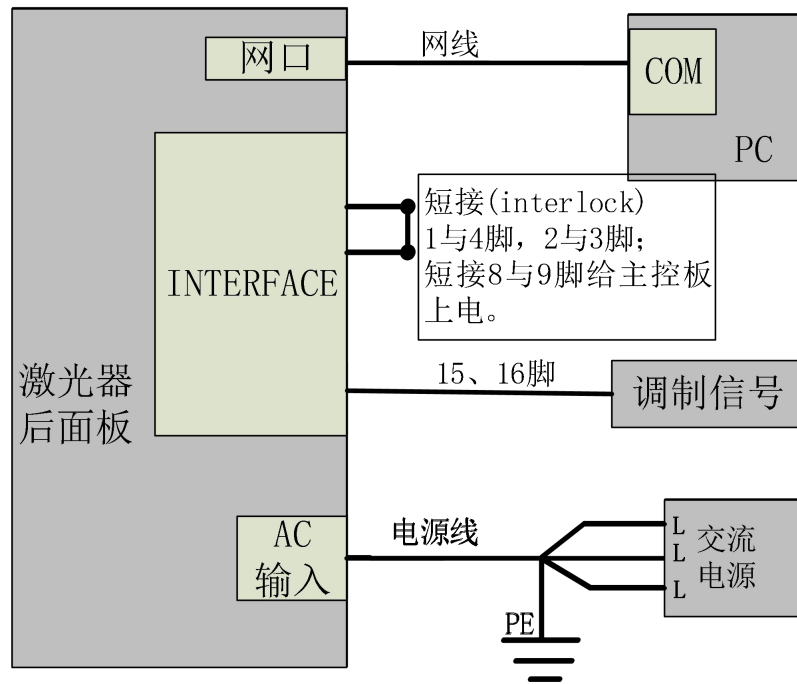 网口
网线
COM
PC
短接(interlock)
1与4脚，2与3脚；
短接8与9脚给主控板
上电。
INTERFACE
激光器
后面板
15、16脚
调制信号
AC
输入
电源线
L
L
L
交流
电源
PE